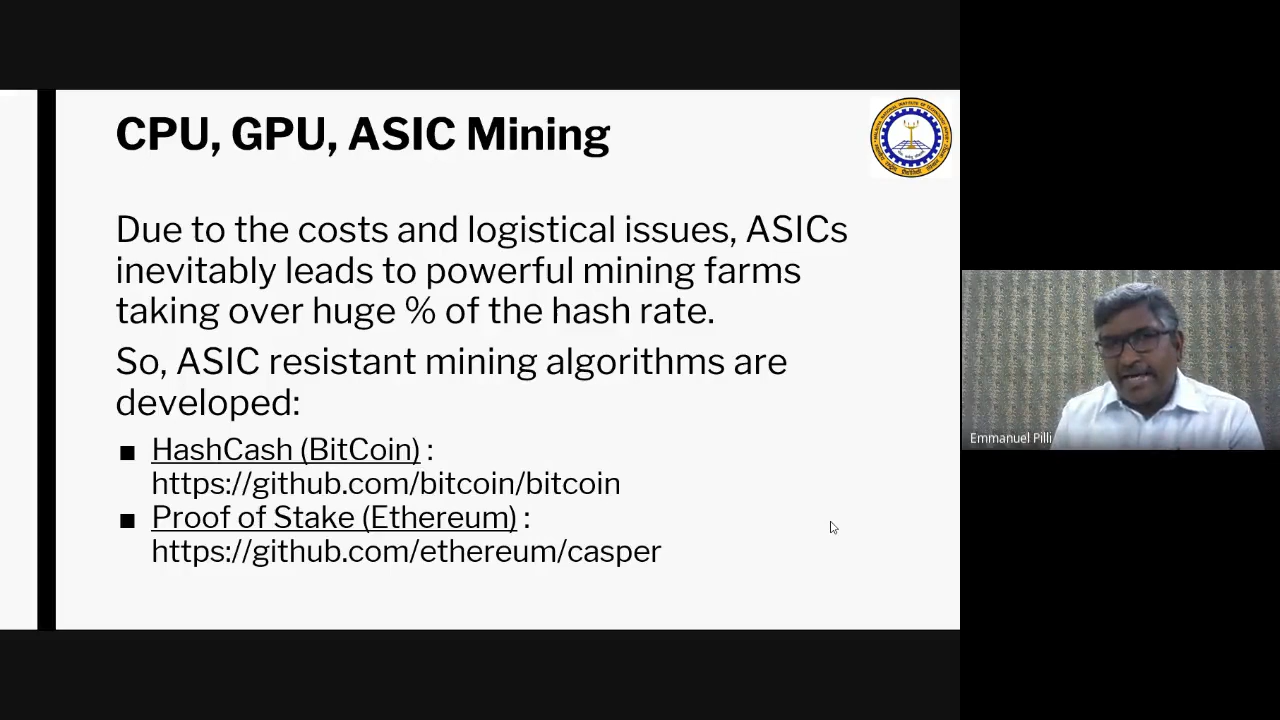 CPU, GPU, ASIC Mining
Due to the costs and logistical issues, ASICs
inevitably leads to powerful mining farms
taking over huge % of the hash rate.
So, ASIC resistant mining algorithms are
developed:
■ HashCash (BitCoin) :
https://github.com/bitcoin/bitcoin
■ Proof of Stake (Ethereum) :
https://github.com/ethereum/casper
Emmanuel Pilli